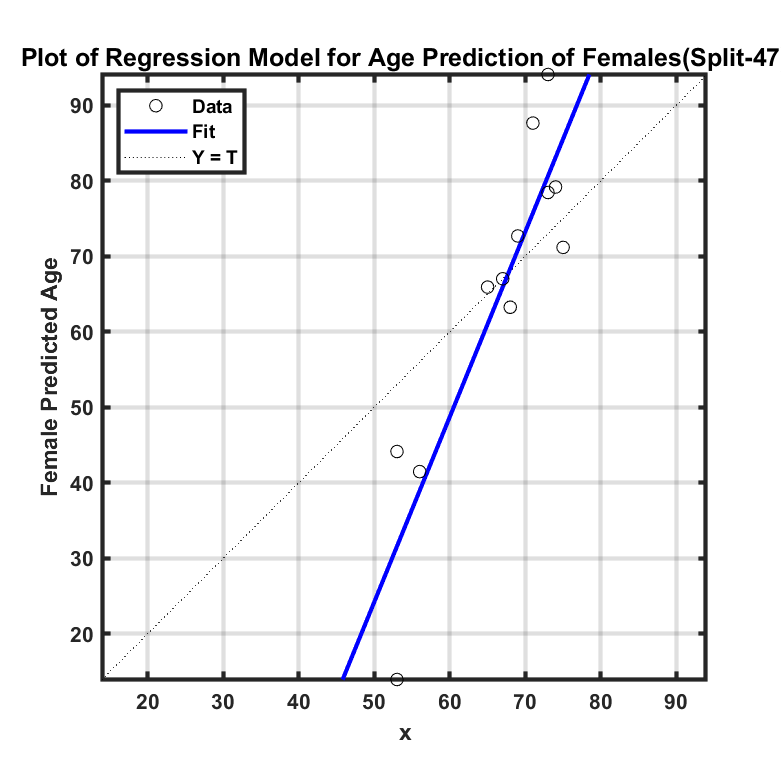 Plot of Regression Model for Age Prediction of Females(Split-47
Data
Fit
Y = T
Female Predicted Age
90
80
70
60
50
40
30
20
20 30 40 50 60 70 80 90
x